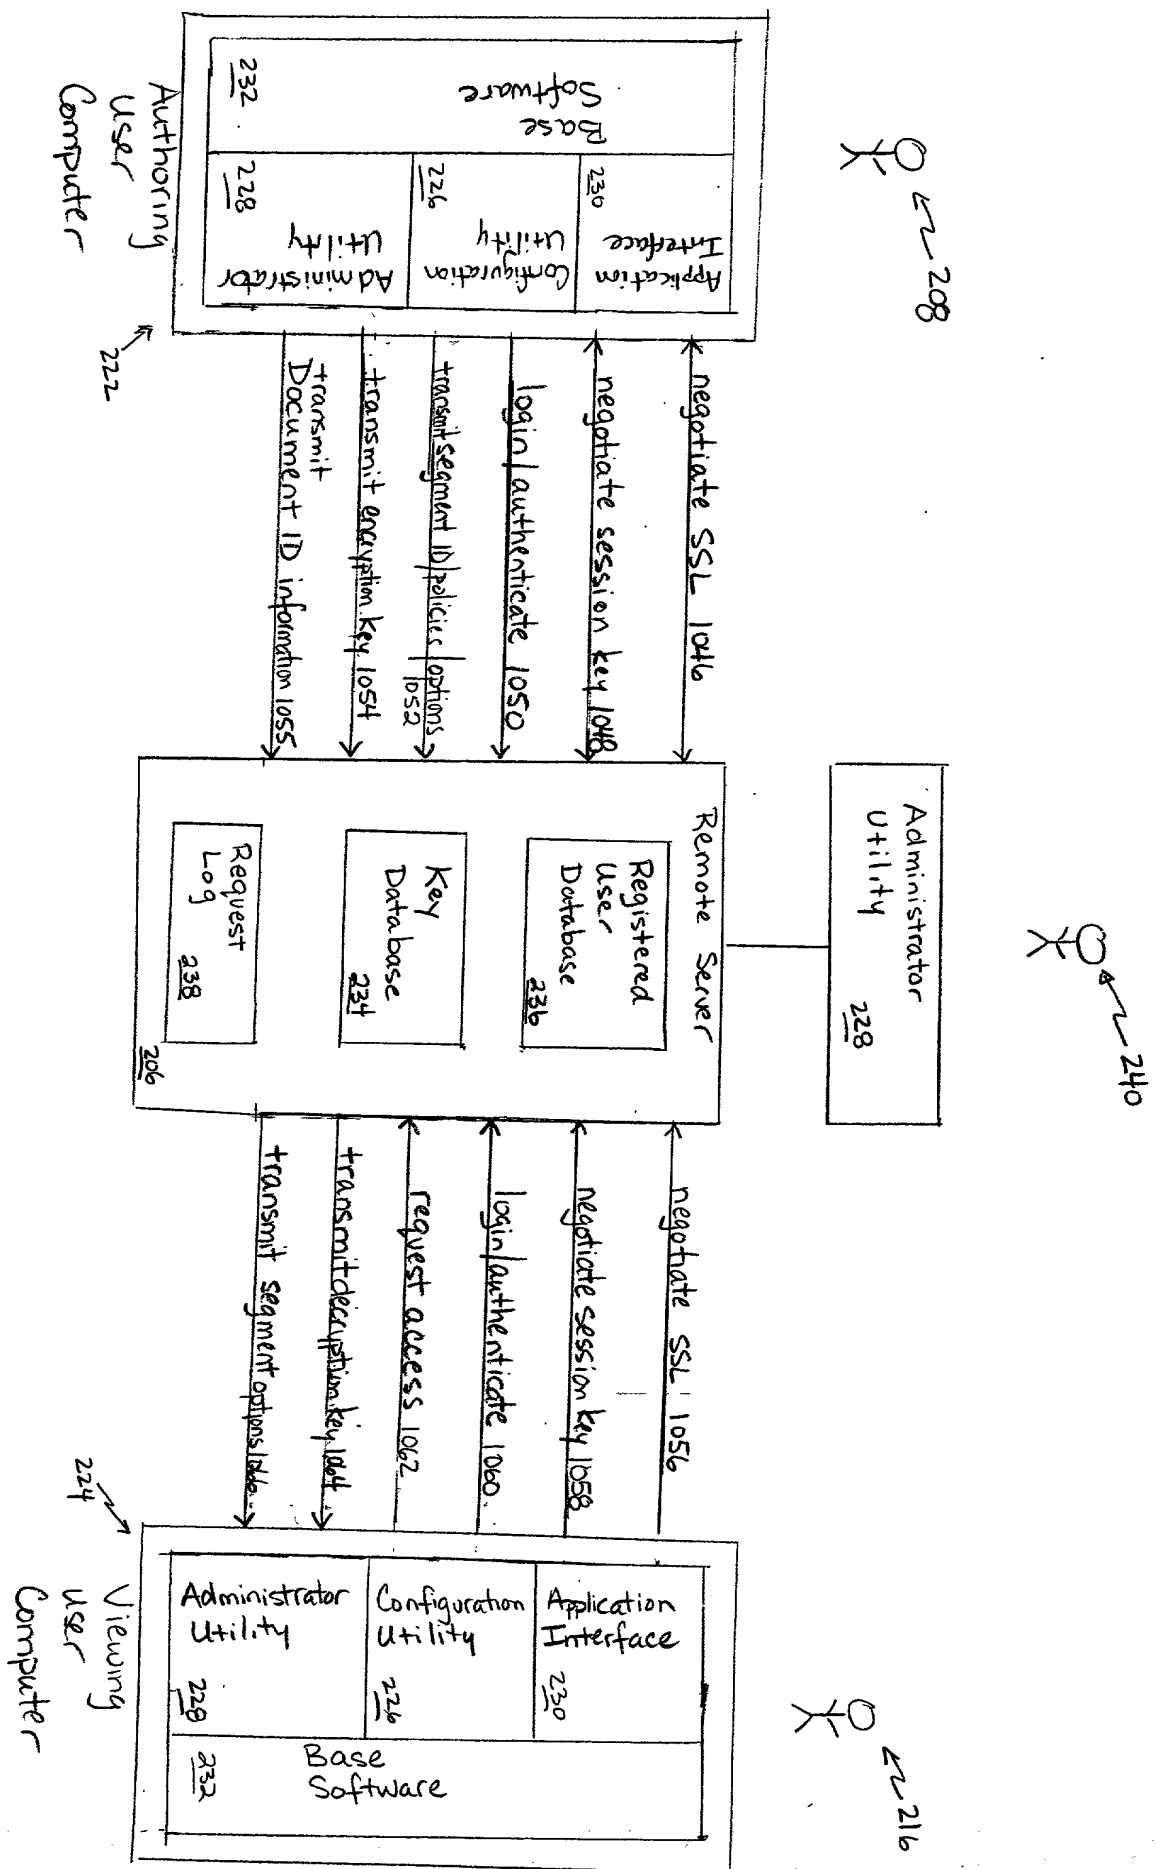 208
240
216
Base
Software
232
Application
Interface
230
Configuration
Utility
226
Administrator
Utility
228
Authoring
User
Computer
222
negotiate SSL 1046
negotiate session key 1048
login/authenticate 1050
transmit segment ID/policies/options
1052
transmit encryption key 1054
transmit
Document ID information 1055
Administrator
Utility
228
Remote Server
Registered
User
Database
236
Key
Database
234
Request
Log
238
206
negotiate SSL 1056
negotiate session key 1058
login/authenticate 1060
request access 1062
transmit decryption key 1064
transmit segment options 1066
Application
Interface
230
Configuration
Utility
226
Administrator
Utility
228
Base
Software
232
224
Viewing
User
Computer